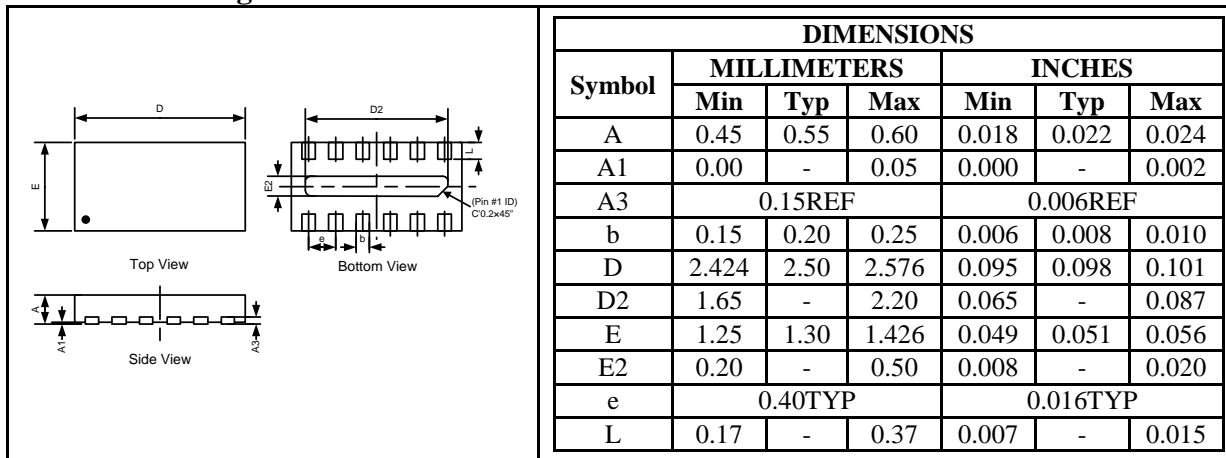 D
E
Top View
D2
L
E2
(Pin #1 ID)
C'0.2×45°
e
b
Bottom View
A
A1
A3
Side View
DIMENSIONS
Symbol MILLIMETERS INCHES
Min Typ Max Min Typ Max
A 0.45 0.55 0.60 0.018 0.022 0.024
A1 0.00 - 0.05 0.000 - 0.002
A3 0.15REF 0.006REF
b 0.15 0.20 0.25 0.006 0.008 0.010
D 2.424 2.50 2.576 0.095 0.098 0.101
D2 1.65 - 2.20 0.065 - 0.087
E 1.25 1.30 1.426 0.049 0.051 0.056
E2 0.20 - 0.50 0.008 - 0.020
e 0.40TYP 0.016TYP
L 0.17 - 0.37 0.007 - 0.015